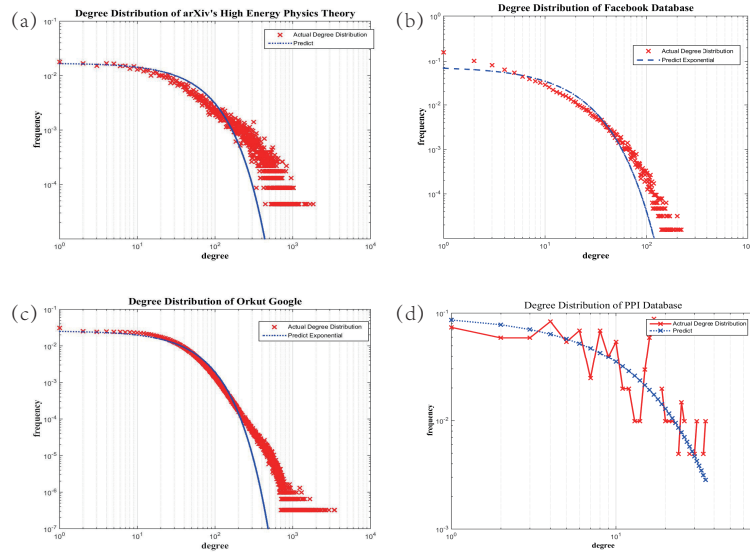 (a)
Degree Distribution of arXiv's High Energy Physics Theory
Actual Degree Distribution
Predict
10^-1
10^-2
10^-3
10^-4
frequency
10^0 10^1 10^2 10^3 10^4
degree
(b)
Degree Distribution of Facebook Database
Actual Degree Distribution
Predict Exponential
10^0
10^-1
10^-2
10^-3
10^-4
frequency
10^0 10^1 10^2
degree
(c)
Degree Distribution of Orkut Google
Actual Degree Distribution
Predict Exponential
10^-1
10^-2
10^-3
10^-4
10^-5
10^-6
10^-7
frequency
10^0 10^1 10^2 10^3 10^4
degree
(d)
Degree Distribution of PPI Database
Actual Degree Distribution
Predict
10^-1
10^-2
10^-3
frequency
10^0
degree